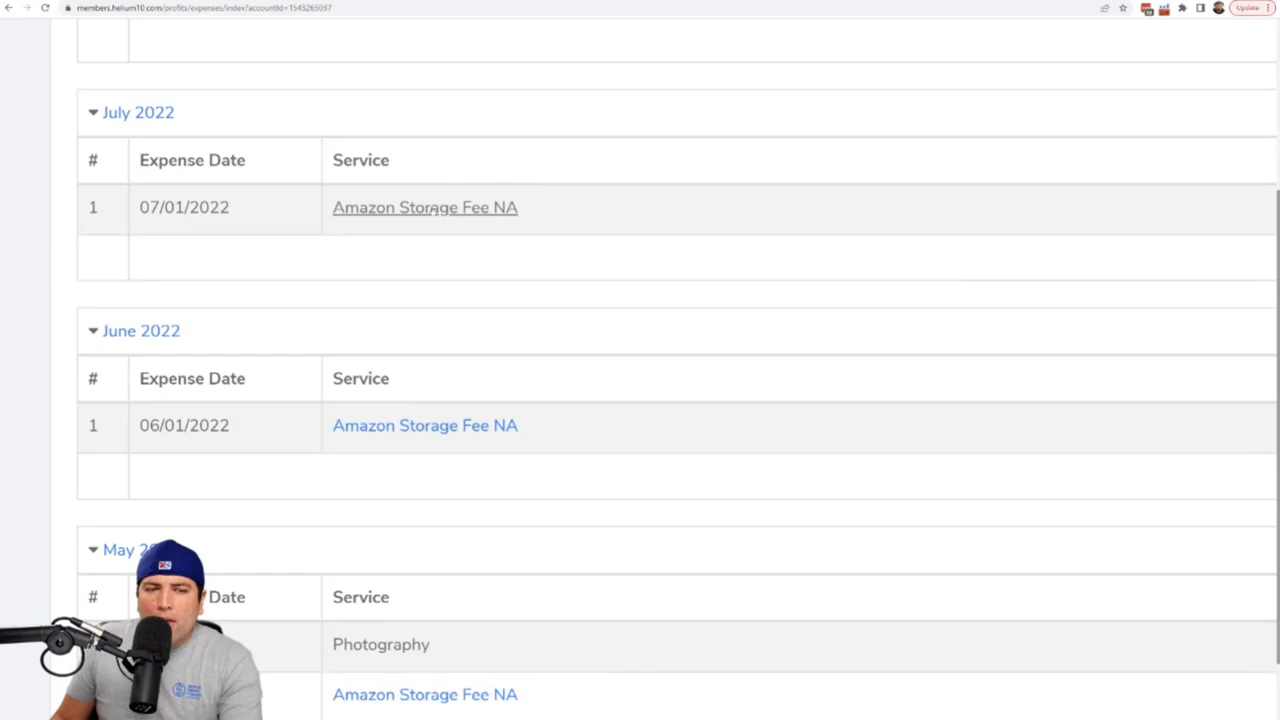 members.helium10.com/profits/expenses/index?accountId=1543265037
Update
July 2022
# Expense Date Service
1 07/01/2022 Amazon Storage Fee NA
June 2022
# Expense Date Service
1 06/01/2022 Amazon Storage Fee NA
May
# Date Service
Photography
Amazon Storage Fee NA